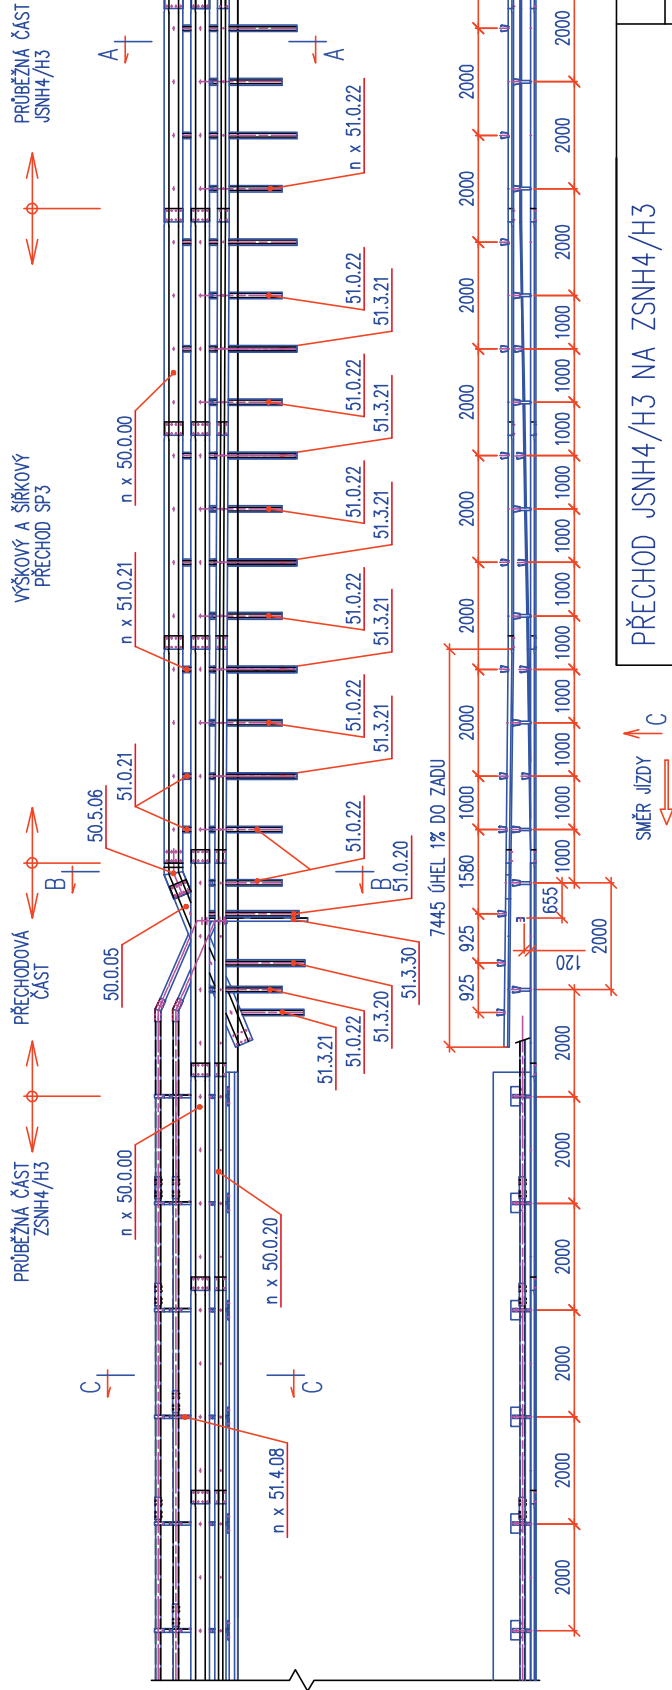 PRŮBĚŽNÁ ČÁST
ZSNH4/H3
PŘECHODOVÁ
ČÁST
VÝŠKOVÝ A ŠÍŘKOVÝ
PŘECHOD SP3
PRŮBĚŽNÁ ČÁST
JSNH4/H3
C
B
A
n x 50.0.00
50.0.05
50.5.06
51.0.21
n x 51.0.21
n x 50.0.00
n x 51.4.08
n x 50.0.20
C
B
A
51.3.21
51.0.22
51.3.20
51.3.30
51.0.20
51.0.22
51.0.22
51.3.21
51.0.22
51.3.21
51.0.22
51.3.21
51.0.22
51.3.21
51.0.22
51.3.21
n x 51.0.22
7445 ÚHEL 1% DO ZADU
925
925
1580
1000
2000
2000
2000
2000
2000
2000
2000
120
655
2000
2000
2000
2000
2000
2000
2000
1000
1000
1000
1000
1000
1000
1000
1000
1000
1000
1000
2000
2000
2000
SMĚR JÍZDY
C
PŘECHOD JSNH4/H3 NA ZSNH4/H3